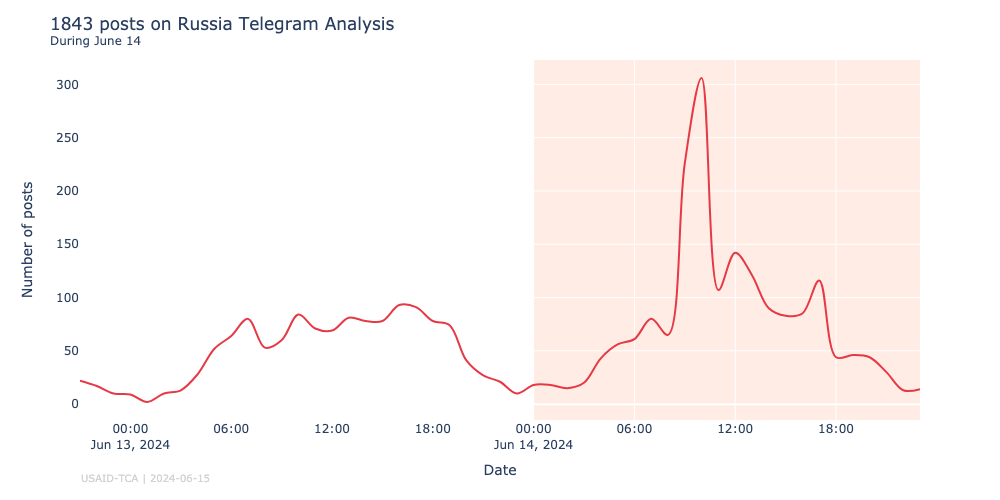 1843 posts on Russia Telegram Analysis
During June 14
300
250
200
150
100
50
0
Number of posts
00:00 06:00 12:00 18:00 00:00 06:00 12:00 18:00
Jun 13, 2024 Jun 14, 2024
Date
USAID-TCA | 2024-06-15